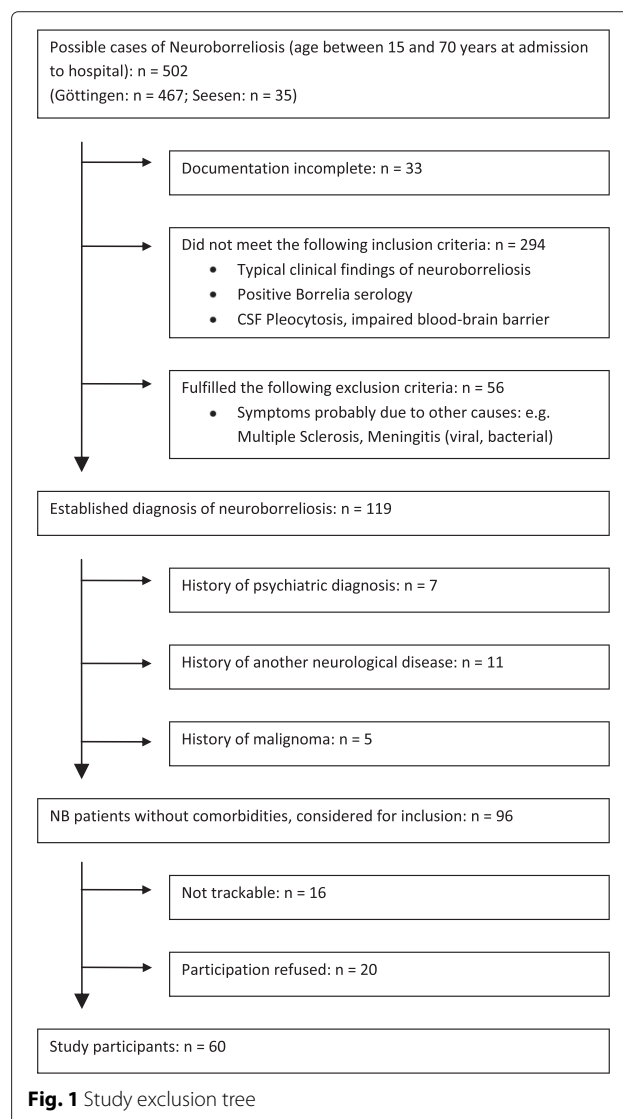 Possible cases of Neuroborreliosis (age between 15 and 70 years at admission
to hospital): n = 502
(Göttingen: n = 467; Seesen: n = 35)
Documentation incomplete: n = 33
Did not meet the following inclusion criteria: n = 294
• Typical clinical findings of neuroborreliosis
• Positive Borrelia serology
• CSF Pleocytosis, impaired blood-brain barrier
Fulfilled the following exclusion criteria: n = 56
• Symptoms probably due to other causes: e.g.
Multiple Sclerosis, Meningitis (viral, bacterial)
Established diagnosis of neuroborreliosis: n = 119
History of psychiatric diagnosis: n = 7
History of another neurological disease: n = 11
History of malignoma: n = 5
NB patients without comorbidities, considered for inclusion: n = 96
Not trackable: n = 16
Participation refused: n = 20
Study participants: n = 60
Fig. 1 Study exclusion tree